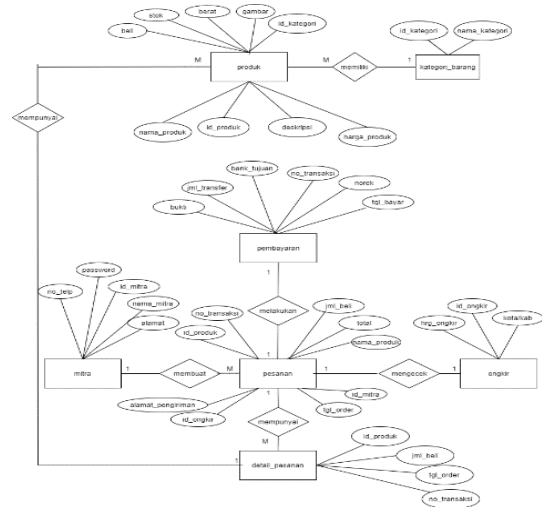 berat
gambar
stok
id_kategori
beli
id_kategori
nama_kategori
M
produk
M
memiliki
1
kategori_barang
mempunyai
nama_produk
id_produk
deskripsi
harga_produk
bank_tujuan
no_transaksi
jml_transfer
norek
bukti
tgl_bayar
pembayaran
1
password
no_telp
id_mitra
nama_mitra
alamat
melakukan
no_transaksi
id_produk
jml_beli
total
nama_produk
id_ongkir
hrg_ongkir
kota/kab
1
mitra
1
membuat
M
pesanan
1
mengecek
1
ongkir
alamat_pengiriman
id_ongkir
1
id_mitra
tgl_order
mempunyai
M
id_produk
jml_beli
1
detail_pesanan
tgl_order
no_transaksi